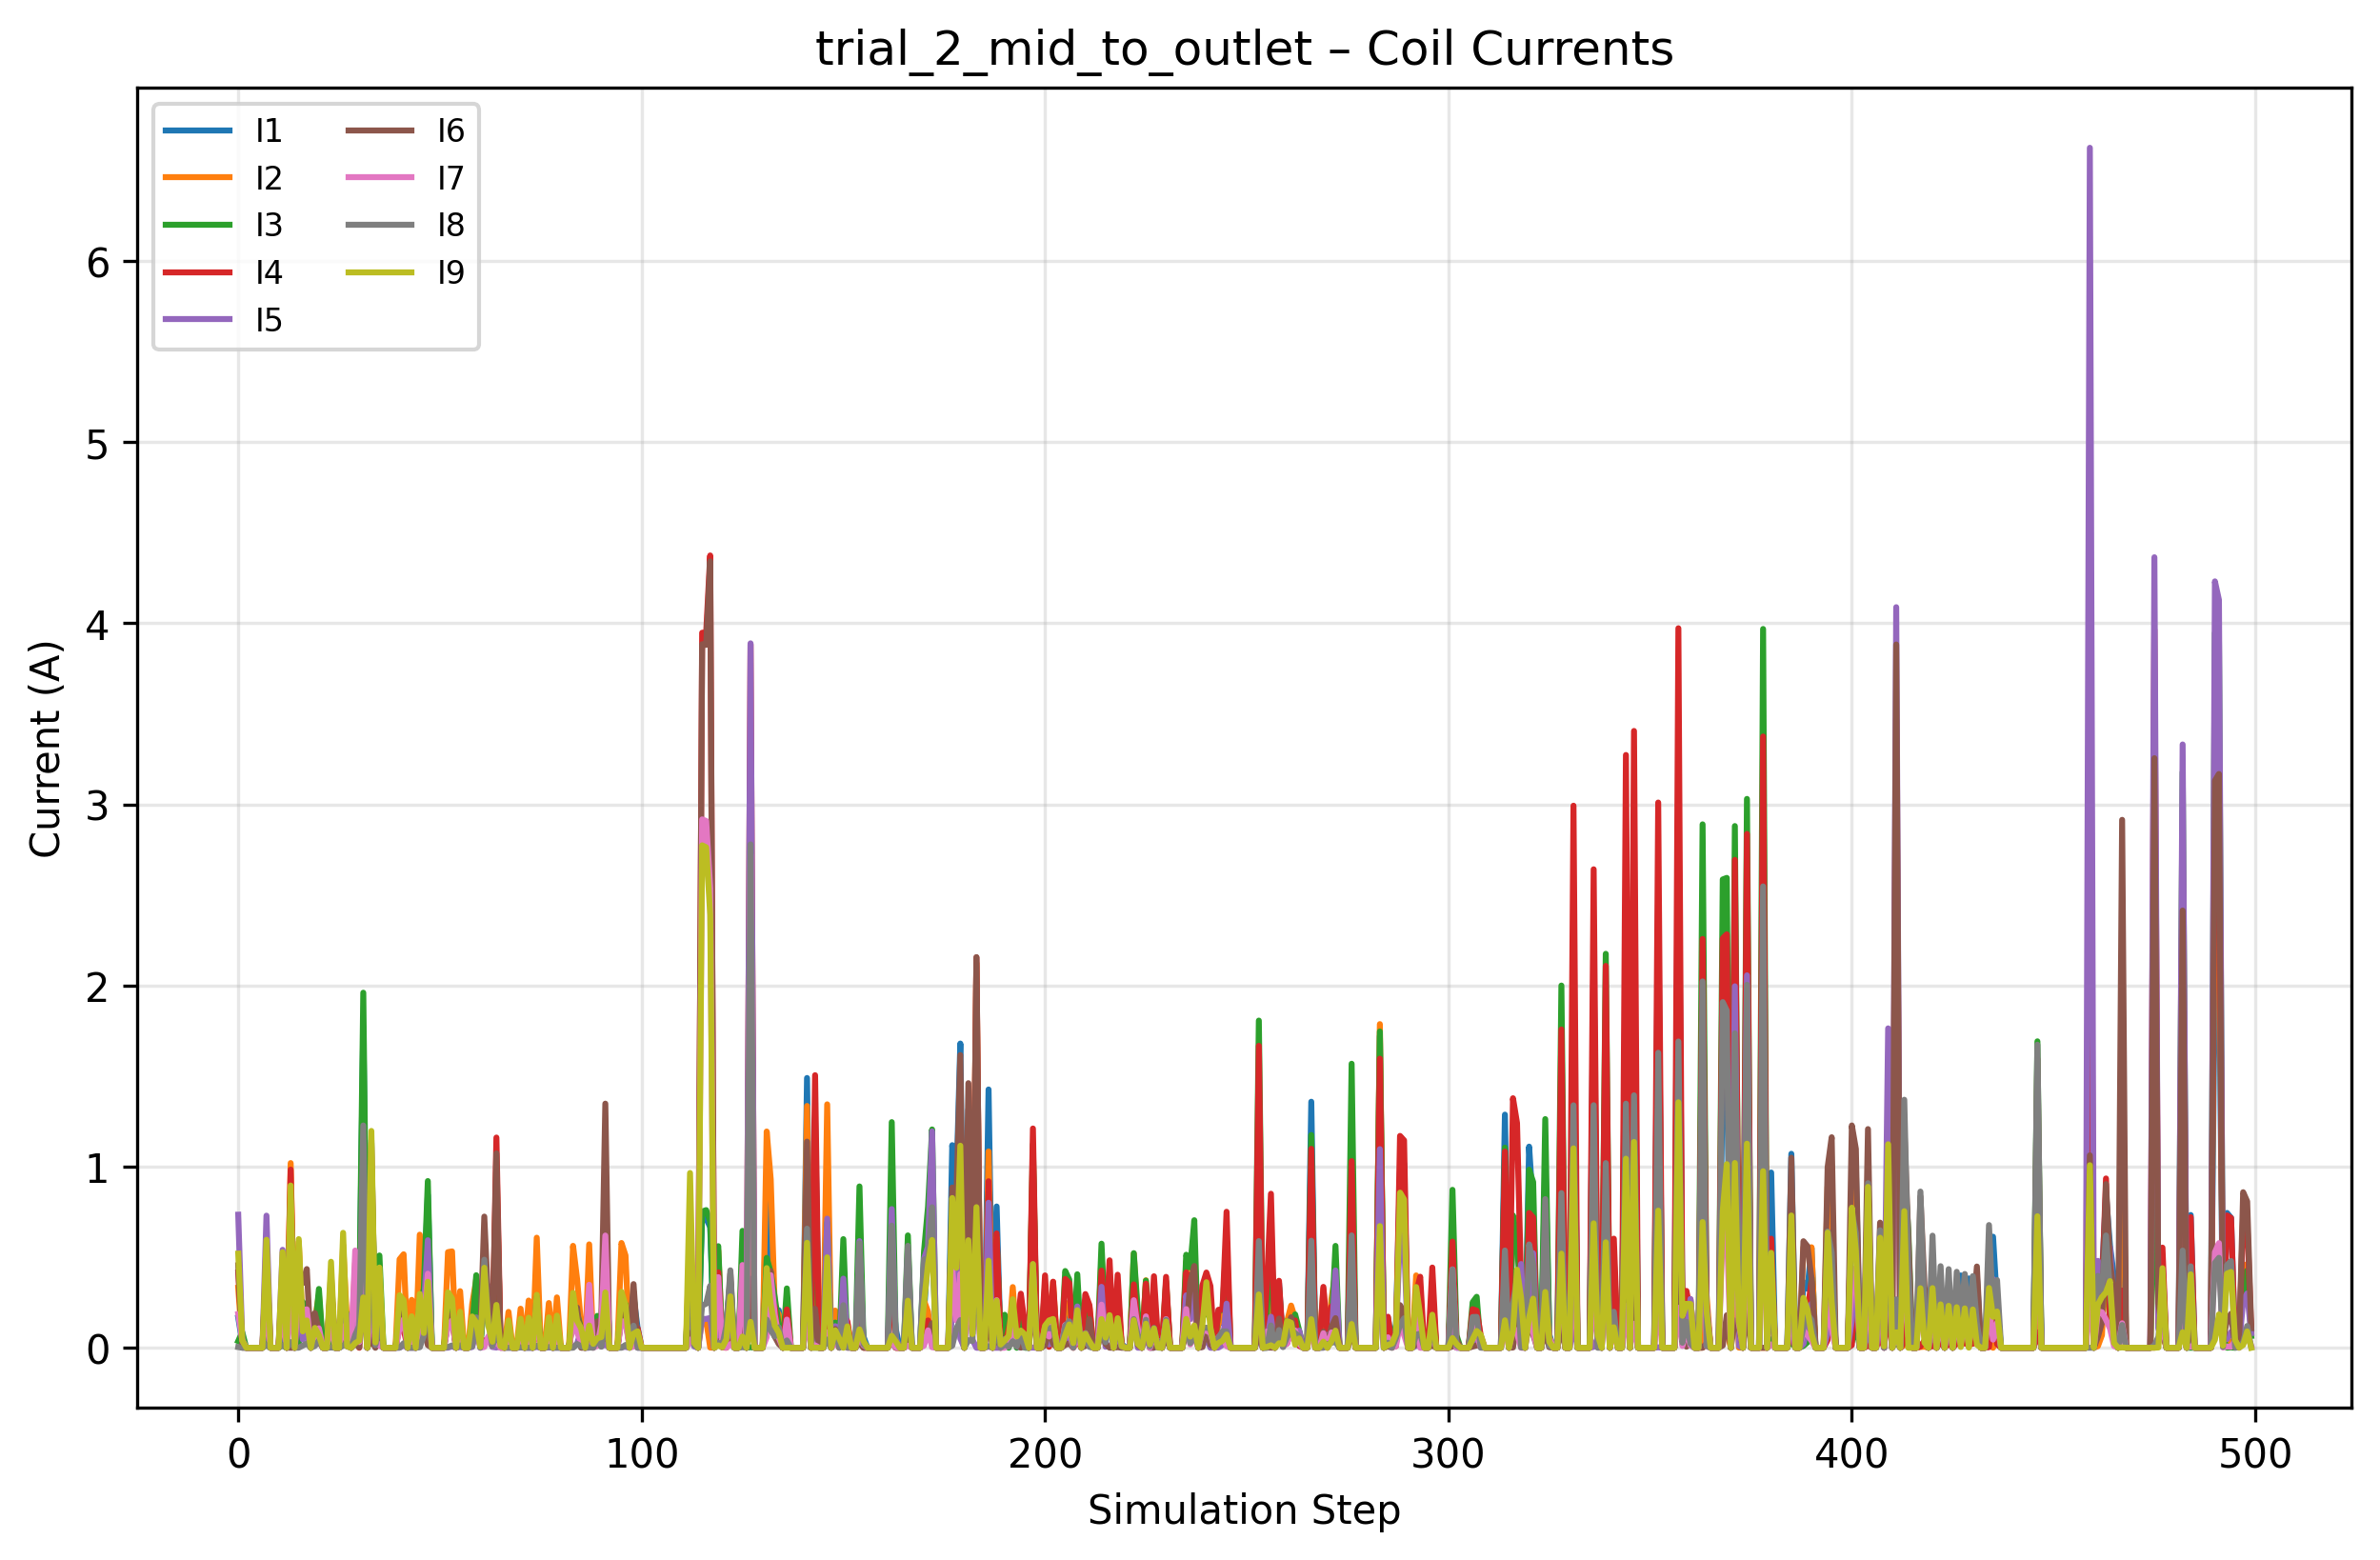 trial_2_mid_to_outlet – Coil Currents
I1
I2
I3
I4
I5
I6
I7
I8
I9
Current (A)
6
5
4
3
2
1
0
0 100 200 300 400 500
Simulation Step